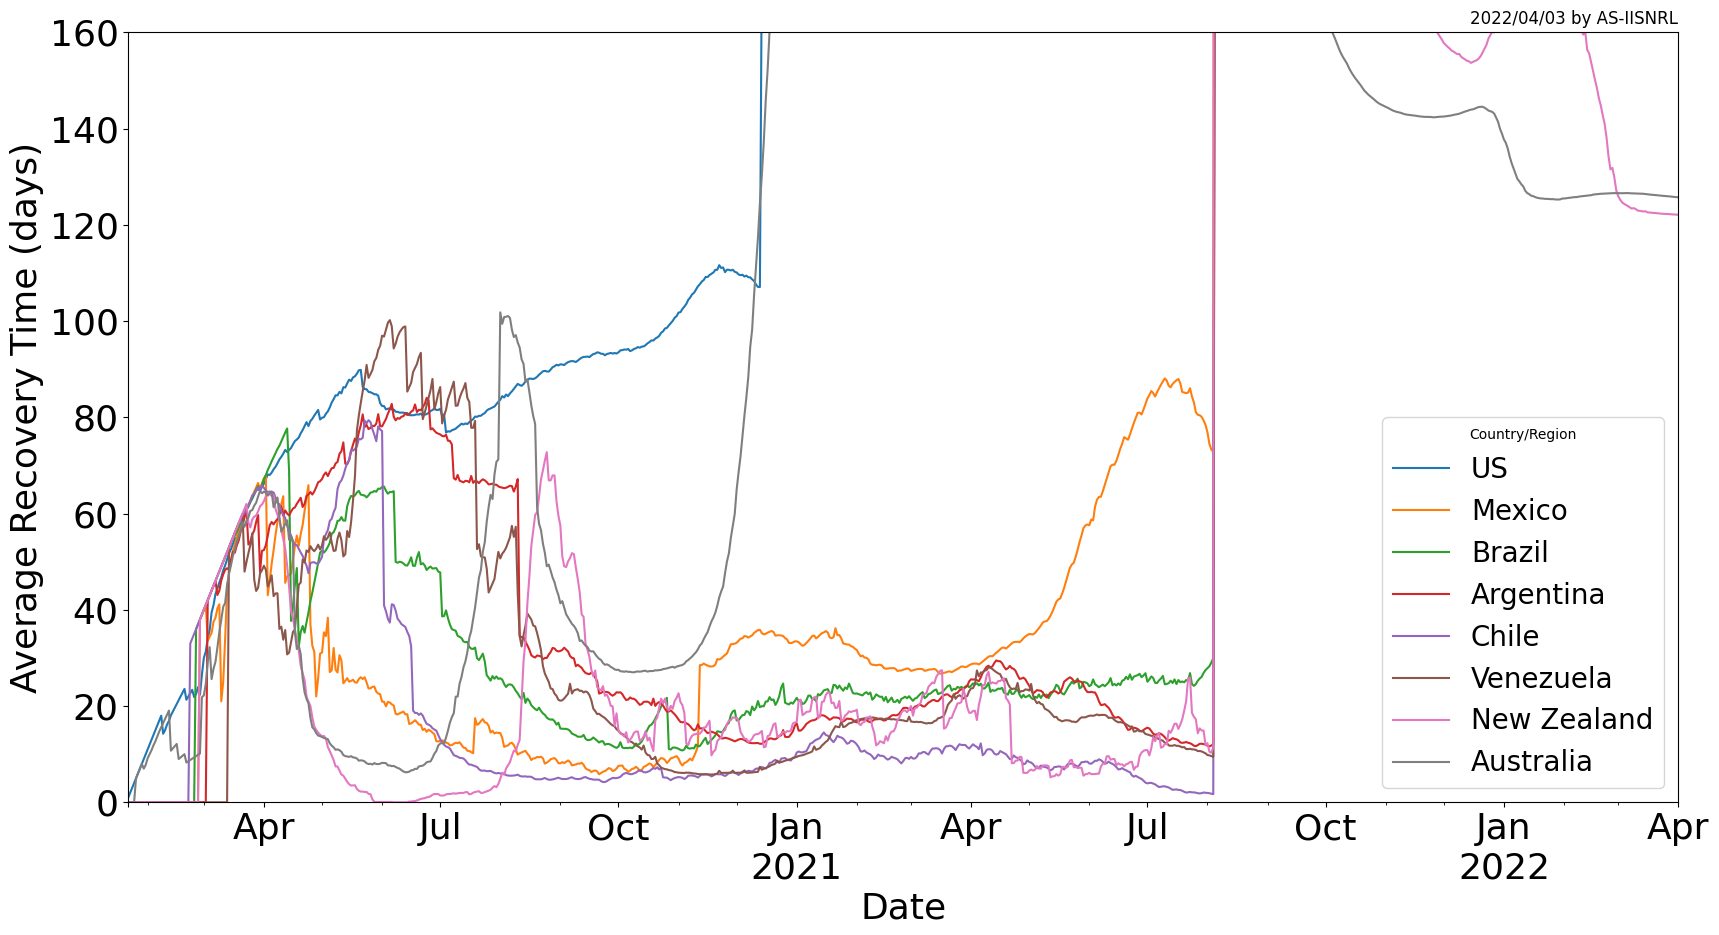 2022/04/03 by AS-IISNRL
160
140
120
100
80
60
40
20
0
Average Recovery Time (days)
Country/Region
US
Mexico
Brazil
Argentina
Chile
Venezuela
New Zealand
Australia
Apr Jul Oct Jan Apr Jul Oct Jan Apr
2021 2022
Date